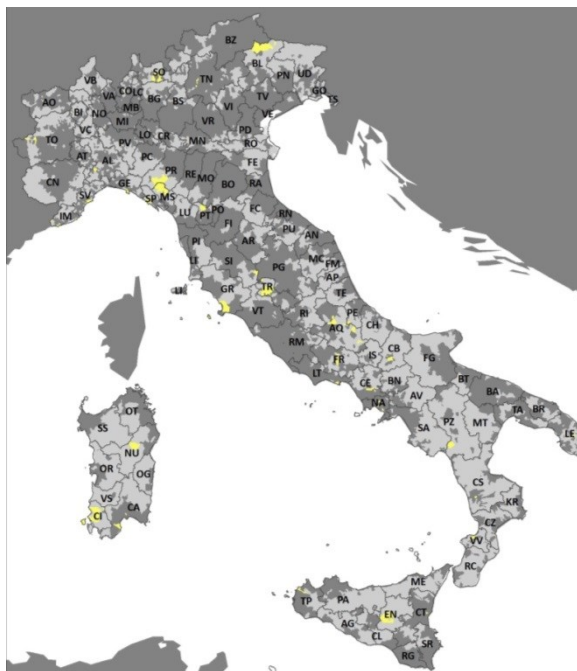 BZ
SO
BL
VB
TN
PN
UD
CO
LC
AO
VA
BG
GO
BI
NO
MB
BS
VI
TV
TS
MI
VR
VE
TO
VC
LO
CR
PD
PV
MN
RO
AT
AL
PC
FE
CN
PR
RE
MO
BO
GE
RA
SV
SP
MS
IM
LU
PT
PO
FC
RN
FI
PU
PI
AR
AN
LI
SI
MC
FM
PG
AP
LI
GR
TR
TE
VT
RI
PE
AQ
CH
RM
CB
FR
IS
FG
LT
CE
BN
BT
BA
NA
AV
OT
SA
PZ
MT
TA
BR
SS
LE
NU
OR
OG
CS
VS
KR
CI
CA
CZ
VV
RC
ME
TP
PA
EN
CT
AG
CL
SR
RG